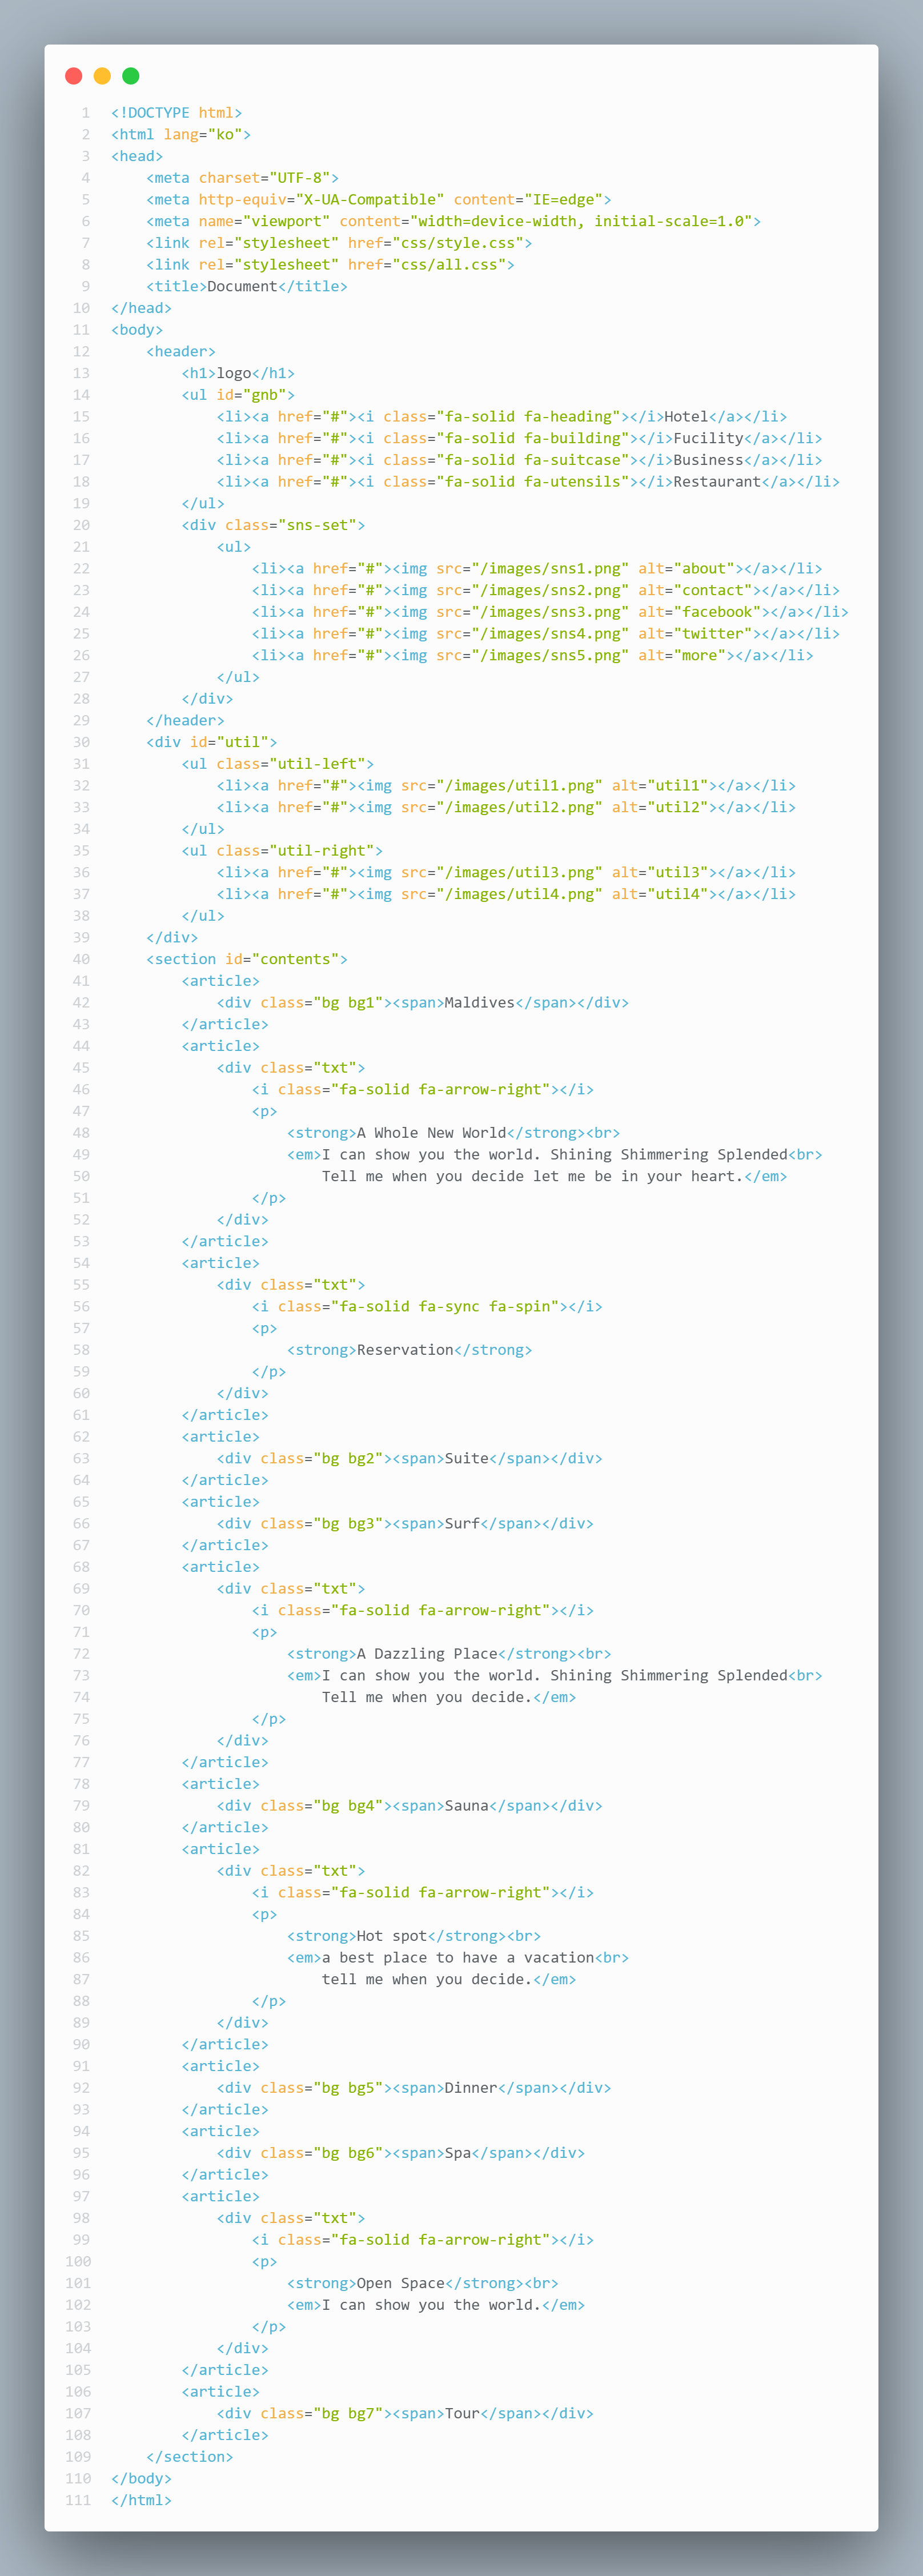 1 <!DOCTYPE html>
2 <html lang="ko">
3 <head>
4     <meta charset="UTF-8">
5     <meta http-equiv="X-UA-Compatible" content="IE=edge">
6     <meta name="viewport" content="width=device-width, initial-scale=1.0">
7     <link rel="stylesheet" href="css/style.css">
8     <link rel="stylesheet" href="css/all.css">
9     <title>Document</title>
10 </head>
11 <body>
12     <header>
13         <h1>logo</h1>
14         <ul id="gnb">
15             <li><a href="#"><i class="fa-solid fa-heading"></i>Hotel</a></li>
16             <li><a href="#"><i class="fa-solid fa-building"></i>Fucility</a></li>
17             <li><a href="#"><i class="fa-solid fa-suitcase"></i>Business</a></li>
18             <li><a href="#"><i class="fa-solid fa-utensils"></i>Restaurant</a></li>
19         </ul>
20         <div class="sns-set">
21             <ul>
22                 <li><a href="#"><img src="/images/sns1.png" alt="about"></a></li>
23                 <li><a href="#"><img src="/images/sns2.png" alt="contact"></a></li>
24                 <li><a href="#"><img src="/images/sns3.png" alt="facebook"></a></li>
25                 <li><a href="#"><img src="/images/sns4.png" alt="twitter"></a></li>
26                 <li><a href="#"><img src="/images/sns5.png" alt="more"></a></li>
27             </ul>
28         </div>
29     </header>
30     <div id="util">
31         <ul class="util-left">
32             <li><a href="#"><img src="/images/util1.png" alt="util1"></a></li>
33             <li><a href="#"><img src="/images/util2.png" alt="util2"></a></li>
34         </ul>
35         <ul class="util-right">
36             <li><a href="#"><img src="/images/util3.png" alt="util3"></a></li>
37             <li><a href="#"><img src="/images/util4.png" alt="util4"></a></li>
38         </ul>
39     </div>
40     <section id="contents">
41         <article>
42             <div class="bg bg1"><span>Maldives</span></div>
43         </article>
44         <article>
45             <div class="txt">
46                 <i class="fa-solid fa-arrow-right"></i>
47                 <p>
48                     <strong>A Whole New World</strong><br>
49                     <em>I can show you the world. Shining Shimmering Splended<br>
50                         Tell me when you decide let me be in your heart.</em>
51                 </p>
52             </div>
53         </article>
54         <article>
55             <div class="txt">
56                 <i class="fa-solid fa-sync fa-spin"></i>
57                 <p>
58                     <strong>Reservation</strong>
59                 </p>
60             </div>
61         </article>
62         <article>
63             <div class="bg bg2"><span>Suite</span></div>
64         </article>
65         <article>
66             <div class="bg bg3"><span>Surf</span></div>
67         </article>
68         <article>
69             <div class="txt">
70                 <i class="fa-solid fa-arrow-right"></i>
71                 <p>
72                     <strong>A Dazzling Place</strong><br>
73                     <em>I can show you the world. Shining Shimmering Splended<br>
74                         Tell me when you decide.</em>
75                 </p>
76             </div>
77         </article>
78         <article>
79             <div class="bg bg4"><span>Sauna</span></div>
80         </article>
81         <article>
82             <div class="txt">
83                 <i class="fa-solid fa-arrow-right"></i>
84                 <p>
85                     <strong>Hot spot</strong><br>
86                     <em>a best place to have a vacation<br>
87                         tell me when you decide.</em>
88                 </p>
89             </div>
90         </article>
91         <article>
92             <div class="bg bg5"><span>Dinner</span></div>
93         </article>
94         <article>
95             <div class="bg bg6"><span>Spa</span></div>
96         </article>
97         <article>
98             <div class="txt">
99                 <i class="fa-solid fa-arrow-right"></i>
100                 <p>
101                     <strong>Open Space</strong><br>
102                     <em>I can show you the world.</em>
103                 </p>
104             </div>
105         </article>
106         <article>
107             <div class="bg bg7"><span>Tour</span></div>
108         </article>
109     </section>
110 </body>
111 </html>